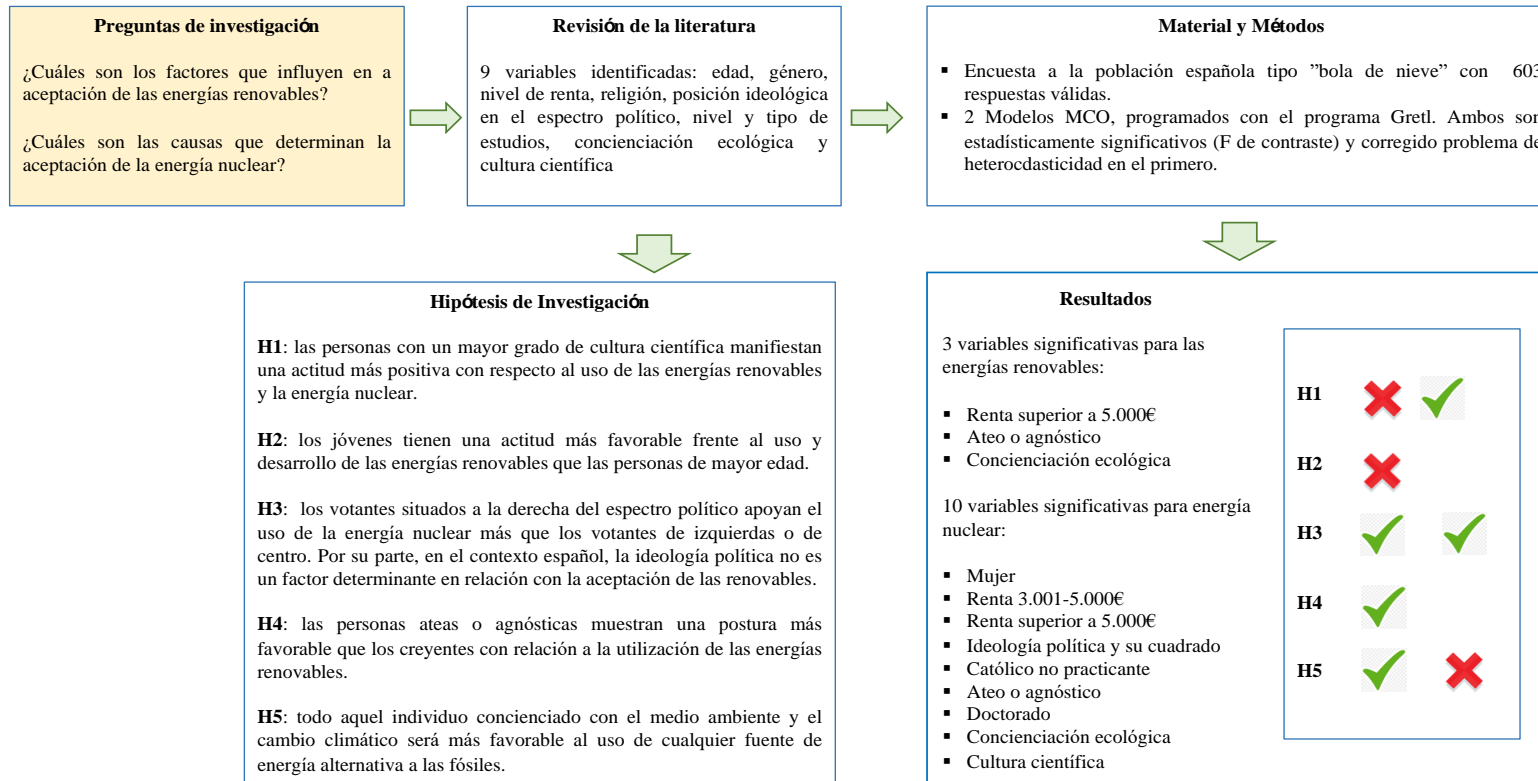 Preguntas de investigación
¿Cuáles son los factores que influyen en a
aceptación de las energías renovables?
¿Cuáles son las causas que determinan la
aceptación de la energía nuclear?
Revisión de la literatura
9 variables identificadas: edad, género,
nivel de renta, religión, posición ideológica
en el espectro político, nivel y tipo de
estudios, concienciación ecológica y
cultura científica
Material y Métodos
▪ Encuesta a la población española tipo ”bola de nieve” con 603
respuestas válidas.
▪ 2 Modelos MCO, programados con el programa Gretl. Ambos son
estadísticamente significativos (F de contraste) y corregido problema de
heterocdasticidad en el primero.
Hipótesis de Investigación
H1: las personas con un mayor grado de cultura científica manifiestan
una actitud más positiva con respecto al uso de las energías renovables
y la energía nuclear.
H2: los jóvenes tienen una actitud más favorable frente al uso y
desarrollo de las energías renovables que las personas de mayor edad.
H3: los votantes situados a la derecha del espectro político apoyan el
uso de la energía nuclear más que los votantes de izquierdas o de
centro. Por su parte, en el contexto español, la ideología política no es
un factor determinante en relación con la aceptación de las renovables.
H4: las personas ateas o agnósticas muestran una postura más
favorable que los creyentes con relación a la utilización de las energías
renovables.
H5: todo aquel individuo concienciado con el medio ambiente y el
cambio climático será más favorable al uso de cualquier fuente de
energía alternativa a las fósiles.
Resultados
3 variables significativas para las
energías renovables:
▪ Renta superior a 5.000€
▪ Ateo o agnóstico
▪ Concienciación ecológica
10 variables significativas para energía
nuclear:
▪ Mujer
▪ Renta 3.001-5.000€
▪ Renta superior a 5.000€
▪ Ideología política y su cuadrado
▪ Católico no practicante
▪ Ateo o agnóstico
▪ Doctorado
▪ Concienciación ecológica
▪ Cultura científica
H1
H2
H3
H4
H5